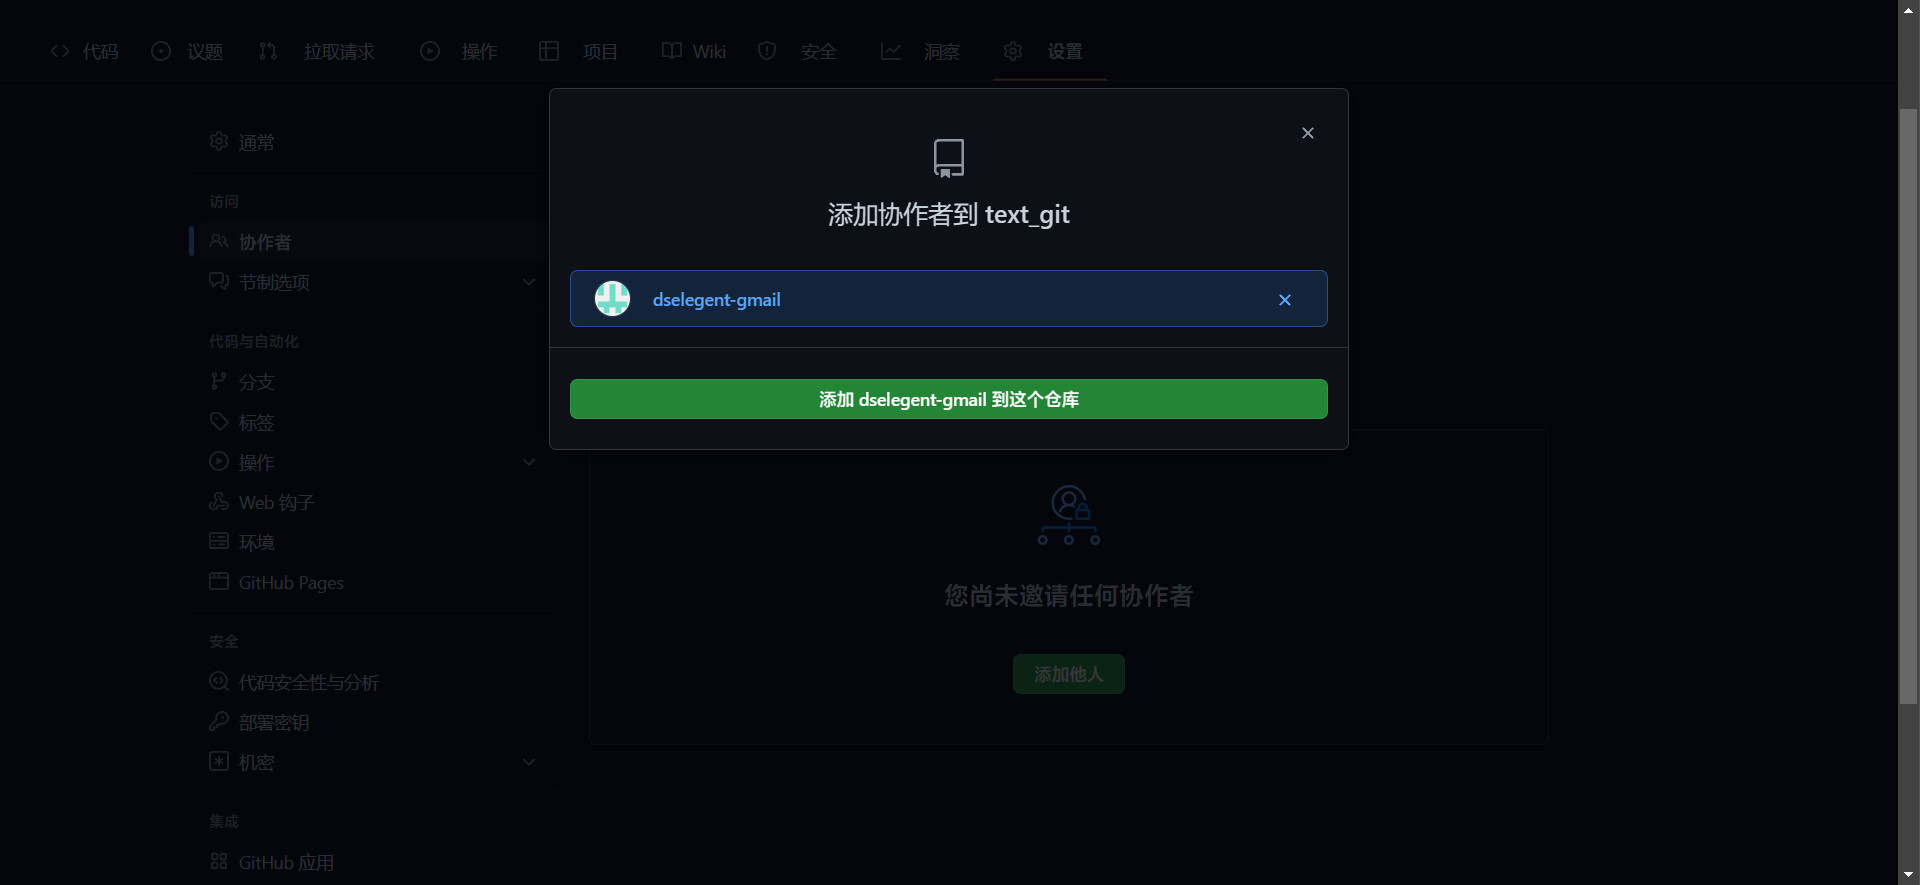 代码 议题 拉取请求 操作 项目 Wiki 安全 洞察 设置
通常
访问
协作者
节制选项
代码与自动化
分支
标签
操作
Web 钩子
环境
GitHub Pages
安全
代码安全性与分析
部署密钥
机密
集成
GitHub 应用
添加协作者到 text_git
dselegent-gmail
添加 dselegent-gmail 到这个仓库
您尚未邀请任何协作者
添加他人